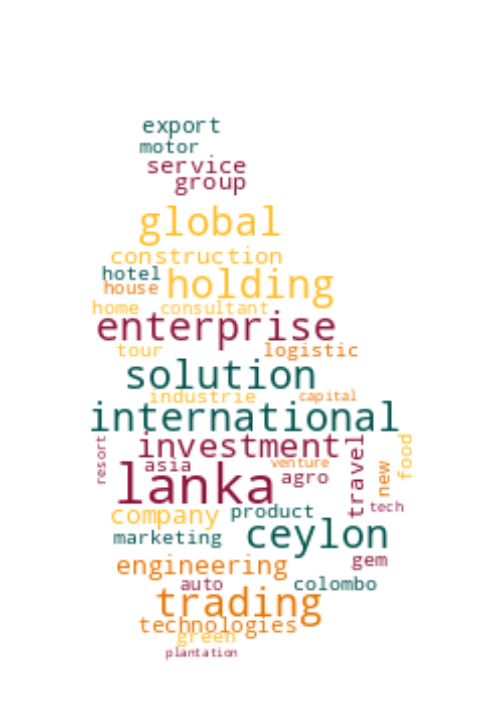 export
motor
service
group
global
construction
hotel
holding
house
home consultant
enterprise
tour logistic
solution
industrie capital
international
investment
resort
travel
food
asia venture
lanka
agro
new
tech
company product
ceylon
marketing
gem
engineering
auto colombo
trading
technologies
green
plantation